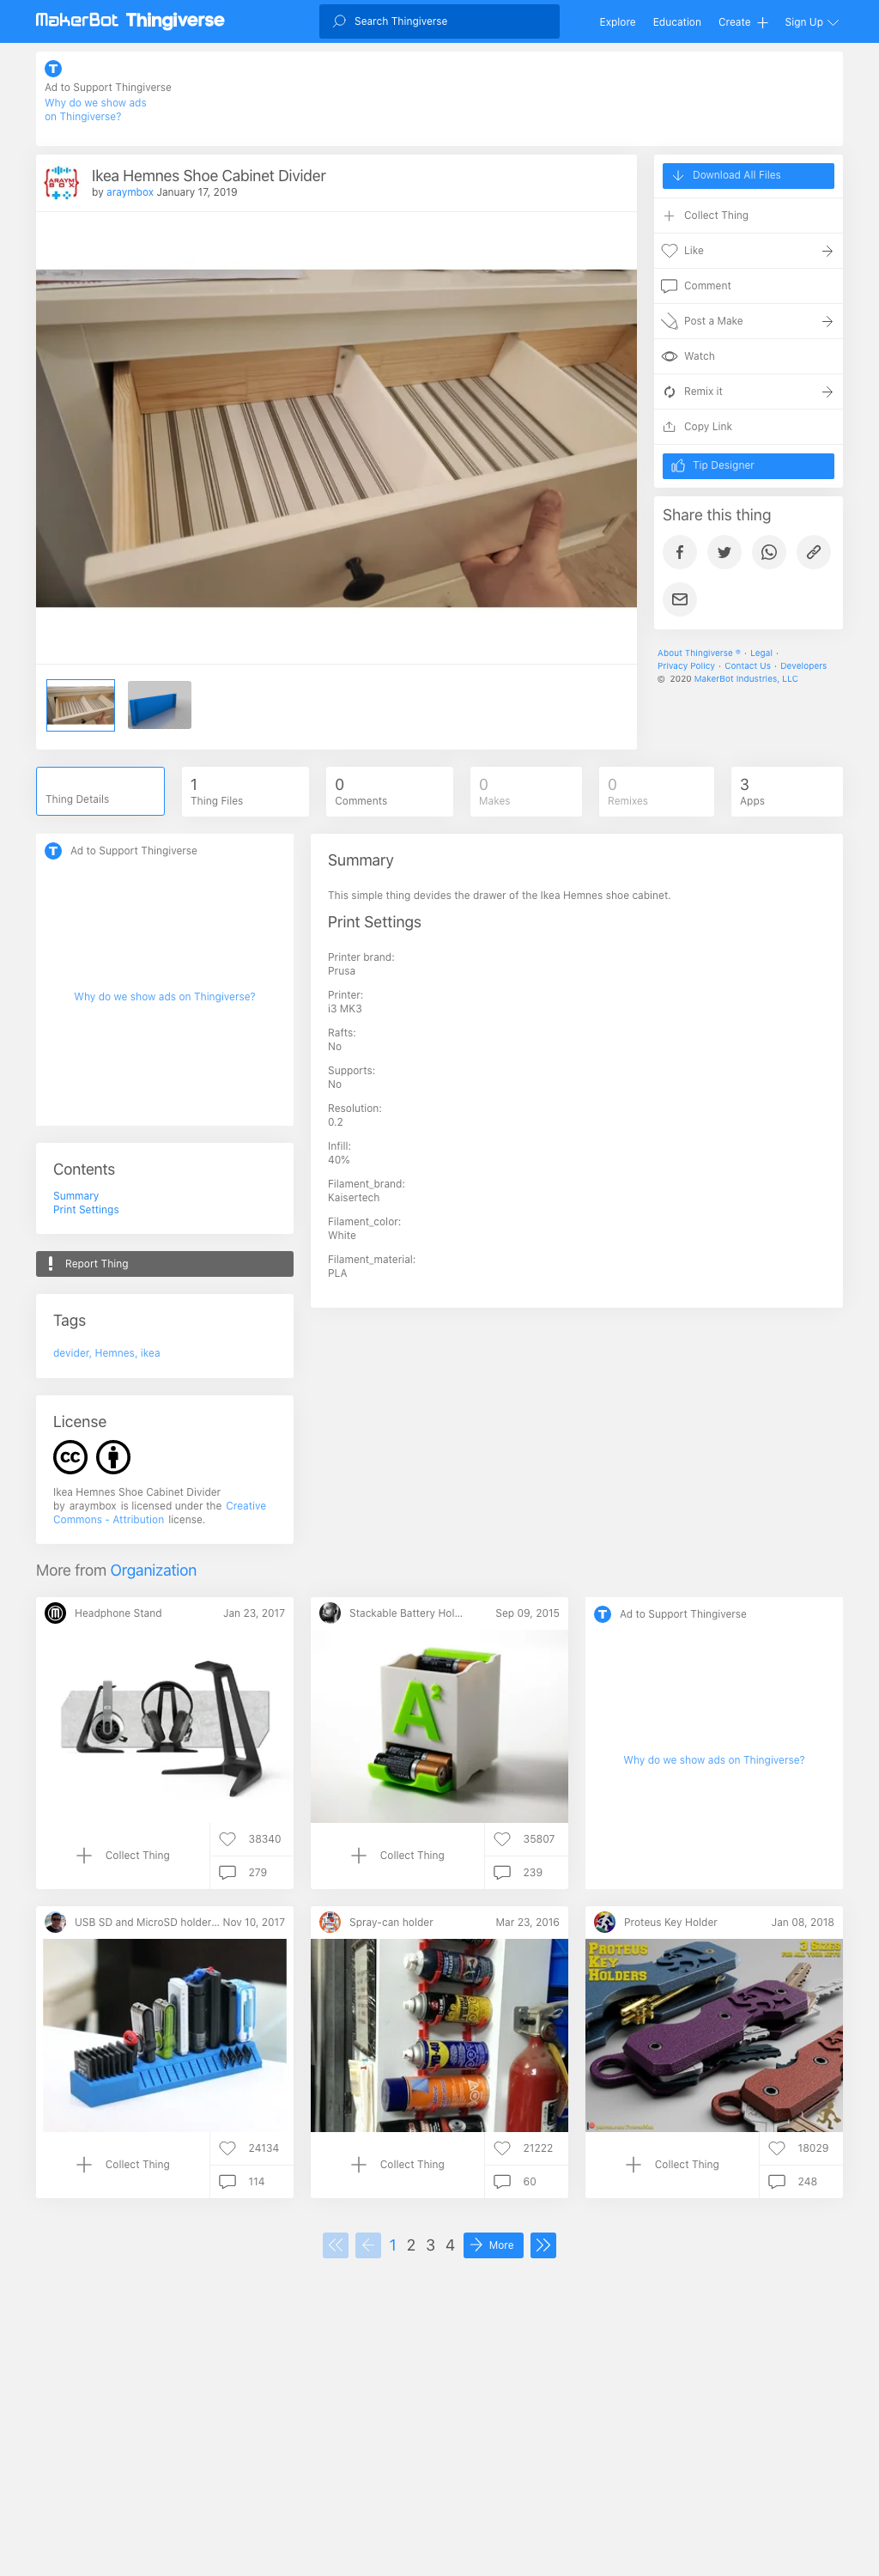 MakerBot Thingiverse
Search Thingiverse
Explore
Education
Create
Sign Up
Ad to Support Thingiverse
Why do we show ads
on Thingiverse?
Ikea Hemnes Shoe Cabinet Divider
by araymbox January 17, 2019
Download All Files
Collect Thing
Like
Comment
Post a Make
Watch
Remix it
Copy Link
Tip Designer
Share this thing
About Thingiverse ® · Legal ·
Privacy Policy · Contact Us · Developers
© 2020 MakerBot Industries, LLC
Thing Details
1
Thing Files
0
Comments
0
Makes
0
Remixes
3
Apps
Ad to Support Thingiverse
Why do we show ads on Thingiverse?
Contents
Summary
Print Settings
Report Thing
Tags
devider, Hemnes, ikea
License
Ikea Hemnes Shoe Cabinet Divider
by araymbox is licensed under the Creative
Commons - Attribution license.
Summary
This simple thing devides the drawer of the Ikea Hemnes shoe cabinet.
Print Settings
Printer brand:
Prusa
Printer:
i3 MK3
Rafts:
No
Supports:
No
Resolution:
0.2
Infill:
40%
Filament_brand:
Kaisertech
Filament_color:
White
Filament_material:
PLA
More from Organization
Headphone Stand
Jan 23, 2017
Collect Thing
38340
279
Stackable Battery Hol...
Sep 09, 2015
Collect Thing
35807
239
Ad to Support Thingiverse
Why do we show ads on Thingiverse?
USB SD and MicroSD holder...
Nov 10, 2017
Collect Thing
24134
114
Spray-can holder
Mar 23, 2016
Collect Thing
21222
60
Proteus Key Holder
Jan 08, 2018
PROTEUS
KEY
HOLDERS
3 Sizes
FOR ALL YOUR KEYS
Collect Thing
18029
248
1 2 3 4
More